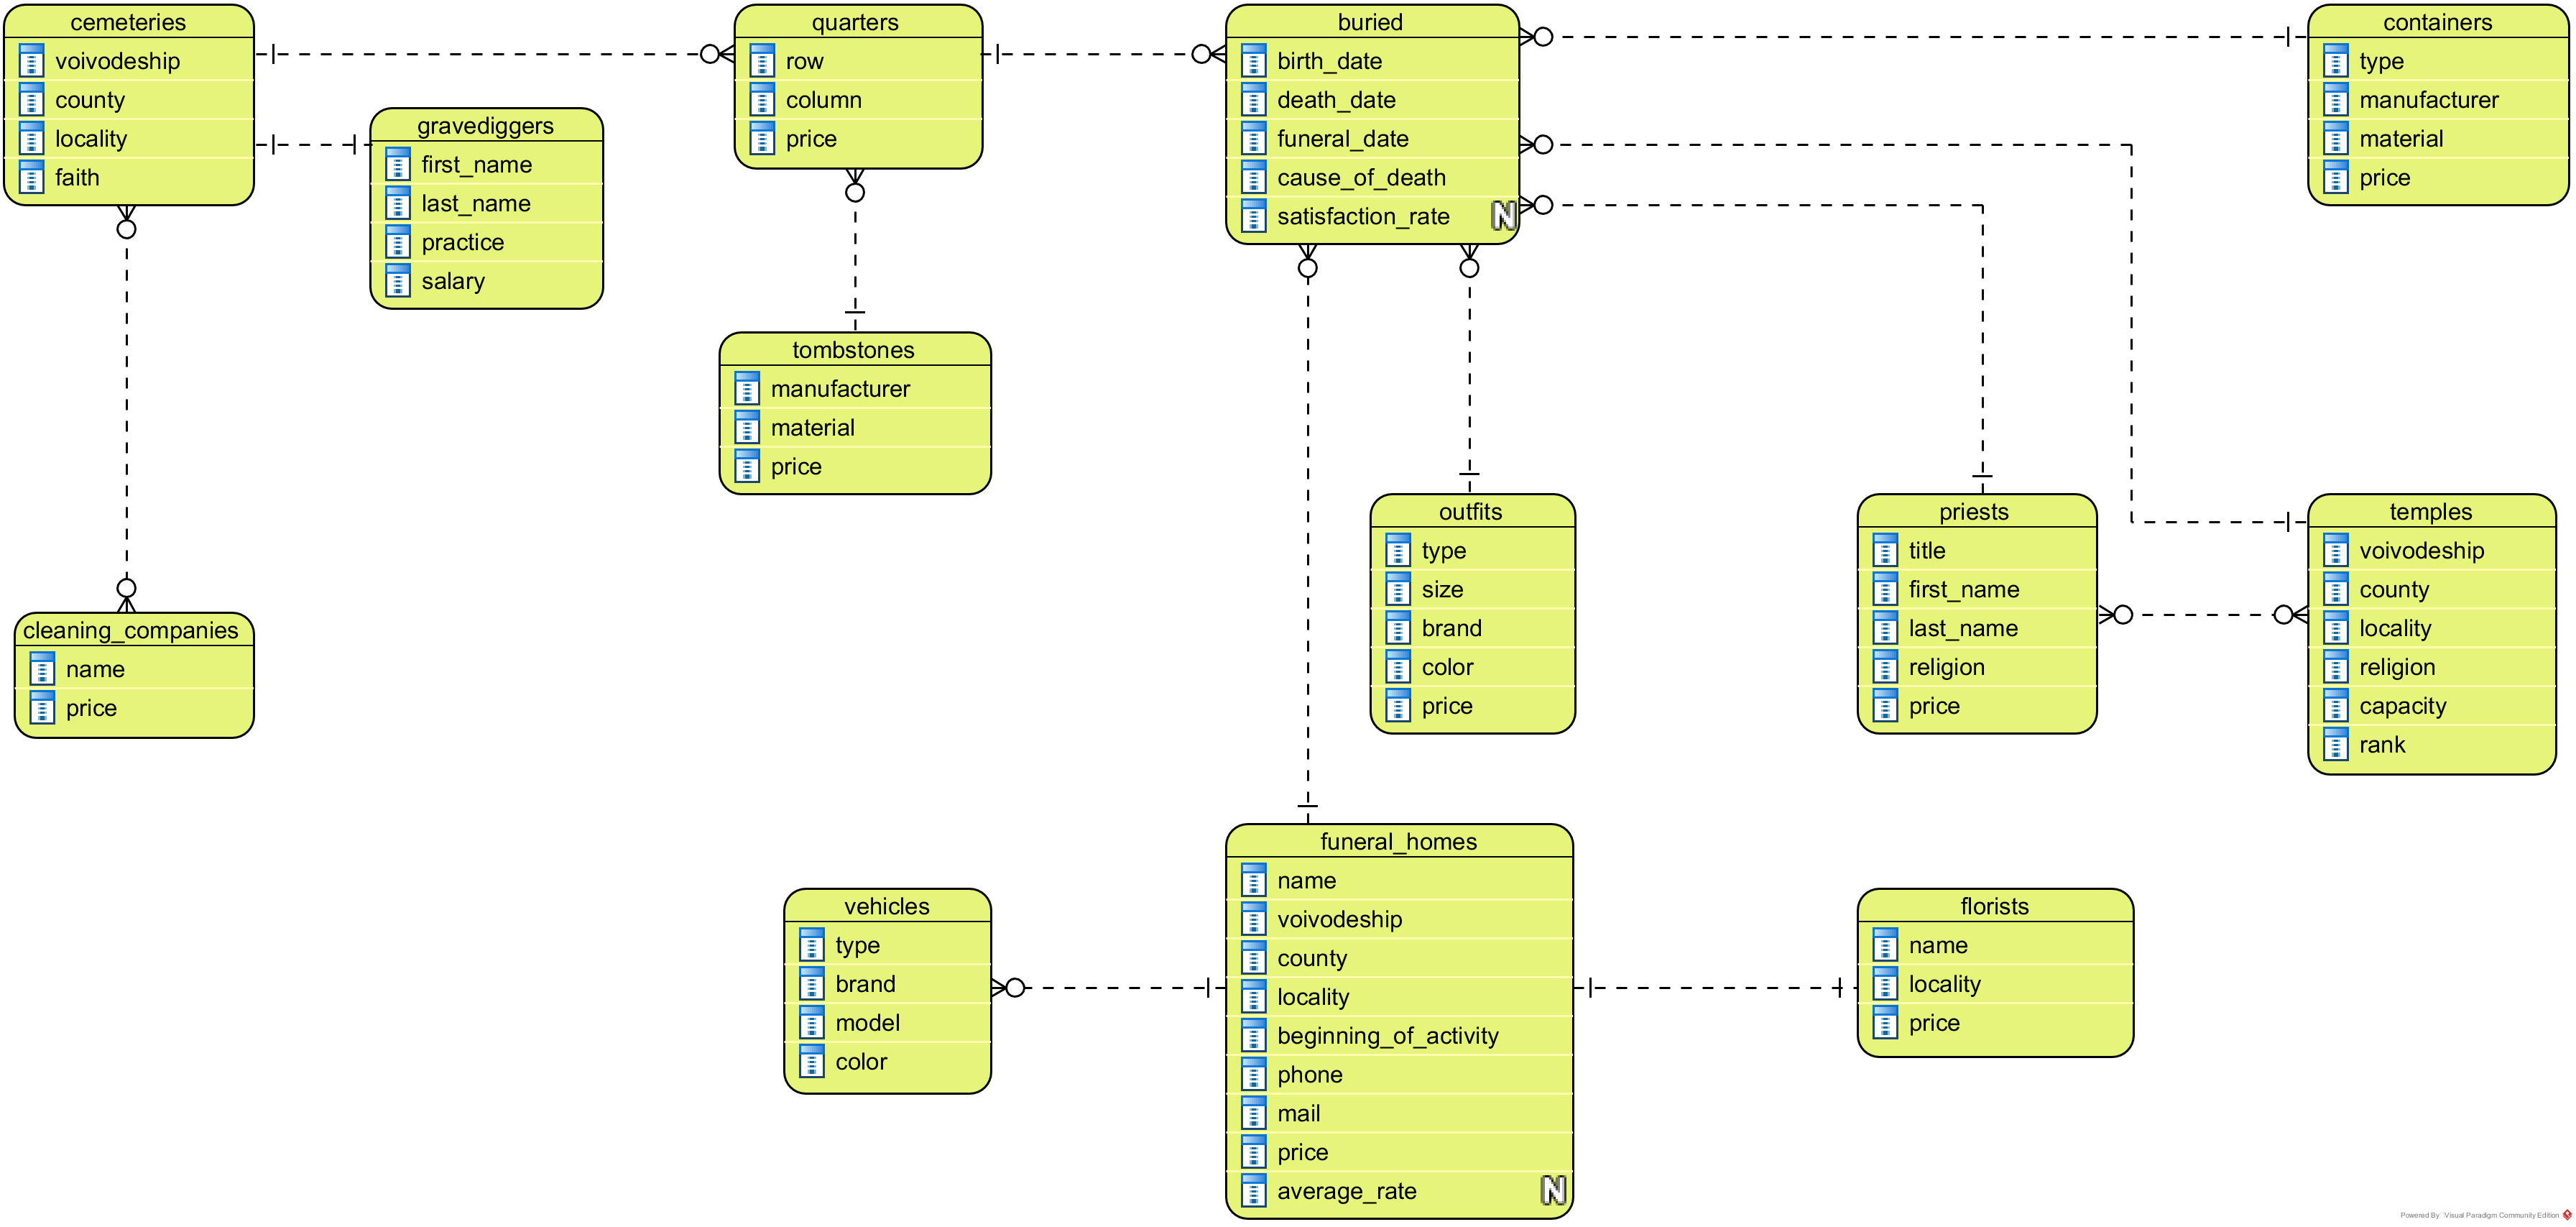 cemeteries
voivodeship
county
locality
faith
gravediggers
first_name
last_name
practice
salary
quarters
row
column
price
buried
birth_date
death_date
funeral_date
cause_of_death
satisfaction_rate N
containers
type
manufacturer
material
price
tombstones
manufacturer
material
price
cleaning_companies
name
price
outfits
type
size
brand
color
price
priests
title
first_name
last_name
religion
price
temples
voivodeship
county
locality
religion
capacity
rank
vehicles
type
brand
model
color
funeral_homes
name
voivodeship
county
locality
beginning_of_activity
phone
mail
price
average_rate N
florists
name
locality
price
Powered By Visual Paradigm Community Edition